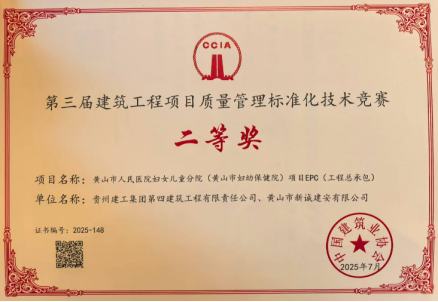 CCIA
第三届建筑工程项目质量管理标准化技术竞赛
二等奖
项目名称：黄山市人民医院妇女儿童分院（黄山市妇幼保健院）项目EPC（工程总承包）
单位名称：贵州建工集团第四建筑工程有限责任公司、黄山市新诚建安有限公司
证书编号：2025-148
中国建筑业协会
2025年7月